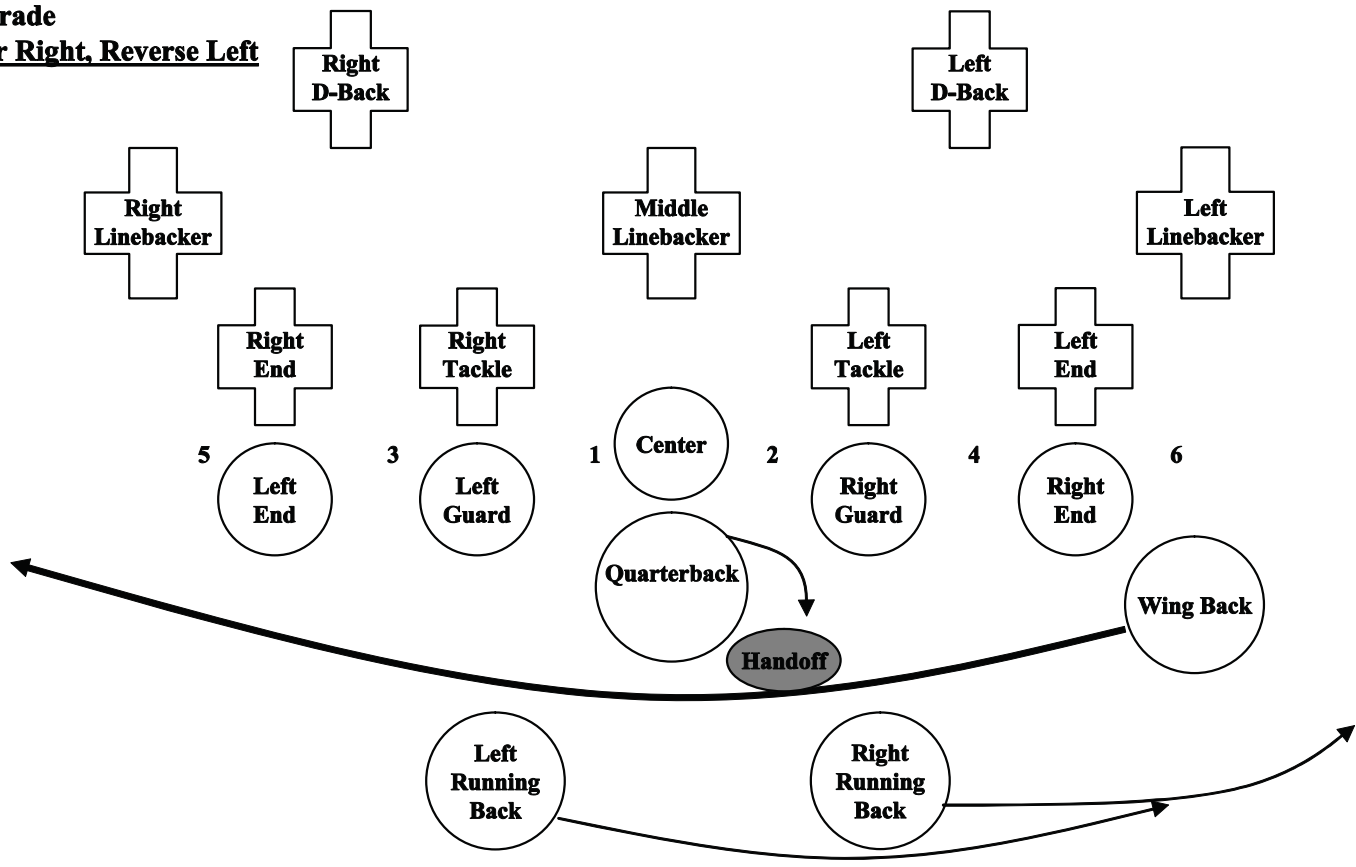 rade
r Right, Reverse Left
Right
D-Back
Left
D-Back
Right
Linebacker
Middle
Linebacker
Left
Linebacker
Right
End
Right
Tackle
Left
Tackle
Left
End
5
3
1
Center
2
4
6
Left
End
Left
Guard
Right
Guard
Right
End
Quarterback
Wing Back
Handoff
Left
Running
Back
Right
Running
Back